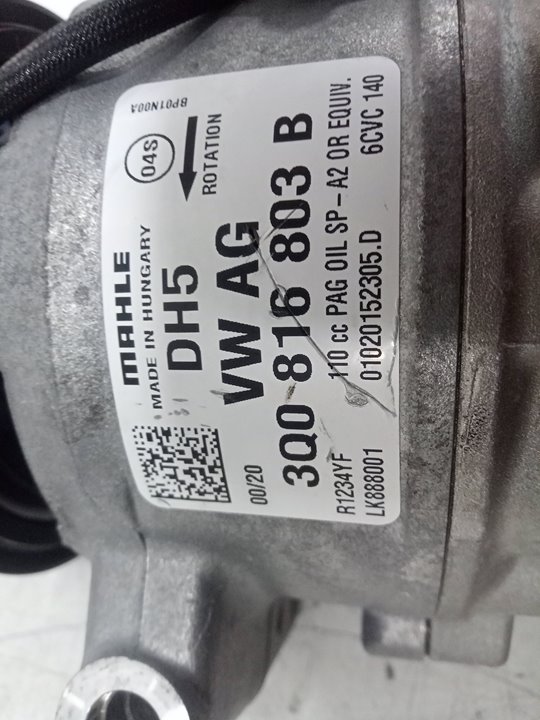 MAHLE
MADE IN HUNGARY
04S
BP01N00A
DH5
ROTATION
VW AG
00/20
3Q0 816 803 B
R1234YF 110 cc PAG OIL SP-A2 OR EQUIV.
LK888001 01020152305.D 6CVC 140